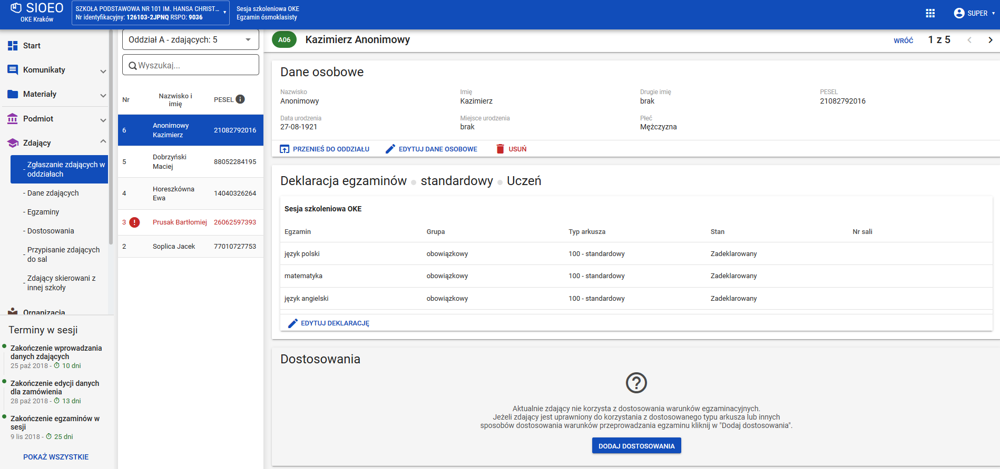 SIOEO
OKE Kraków
SZKOŁA PODSTAWOWA NR 101 IM. HANSA CHRIST...
Nr identyfikacyjny: 126103-2JPNQ RSPO: 9036
Sesja szkoleniowa OKE
Egzamin ósmoklasisty
SUPER
Start
Komunikaty
Materiały
Podmiot
Zdający
- Zgłaszanie zdających w
oddziałach
- Dane zdających
- Egzaminy
- Dostosowania
- Przypisanie zdających
do sal
- Zdający skierowani z
innej szkoły
Organizacja
Terminy w sesji
Zakończenie wprowadzania
danych zdających
25 paź 2018 - 10 dni
Zakończenie edycji danych
dla zamówienia
28 paź 2018 - 13 dni
Zakończenie egzaminów w
sesji
9 lis 2018 - 25 dni
POKAŻ WSZYSTKIE
Oddział A - zdających: 5
Wyszukaj...
Nr Nazwisko i imię PESEL
6 Anonimowy Kazimierz 21082792016
5 Dobrzyński Maciej 88052284195
4 Horeszkówna Ewa 14040326264
3 Prusak Bartłomiej 26062597393
2 Soplica Jacek 77010727753
A06 Kazimierz Anonimowy
WRÓĆ 1 z 5
Dane osobowe
Nazwisko Imię Drugie imię PESEL
Anonimowy Kazimierz brak 21082792016
Data urodzenia Miejsce urodzenia Płeć
27-08-1921 brak Mężczyzna
PRZENIEŚ DO ODDZIAŁU EDYTUJ DANE OSOBOWE USUŃ
Deklaracja egzaminów standardowy Uczeń
Sesja szkoleniowa OKE
Egzamin Grupa Typ arkusza Stan Nr sali
język polski obowiązkowy 100 - standardowy Zadeklarowany
matematyka obowiązkowy 100 - standardowy Zadeklarowany
język angielski obowiązkowy 100 - standardowy Zadeklarowany
EDYTUJ DEKLARACJĘ
Dostosowania
Aktualnie zdający nie korzysta z dostosowania warunków egzaminacyjnych.
Jeżeli zdający jest uprawniony do korzystania z dostosowanego typu arkusza lub innych
sposobów dostosowania warunków przeprowadzania egzaminu kliknij w "Dodaj dostosowania".
DODAJ DOSTOSOWANIA